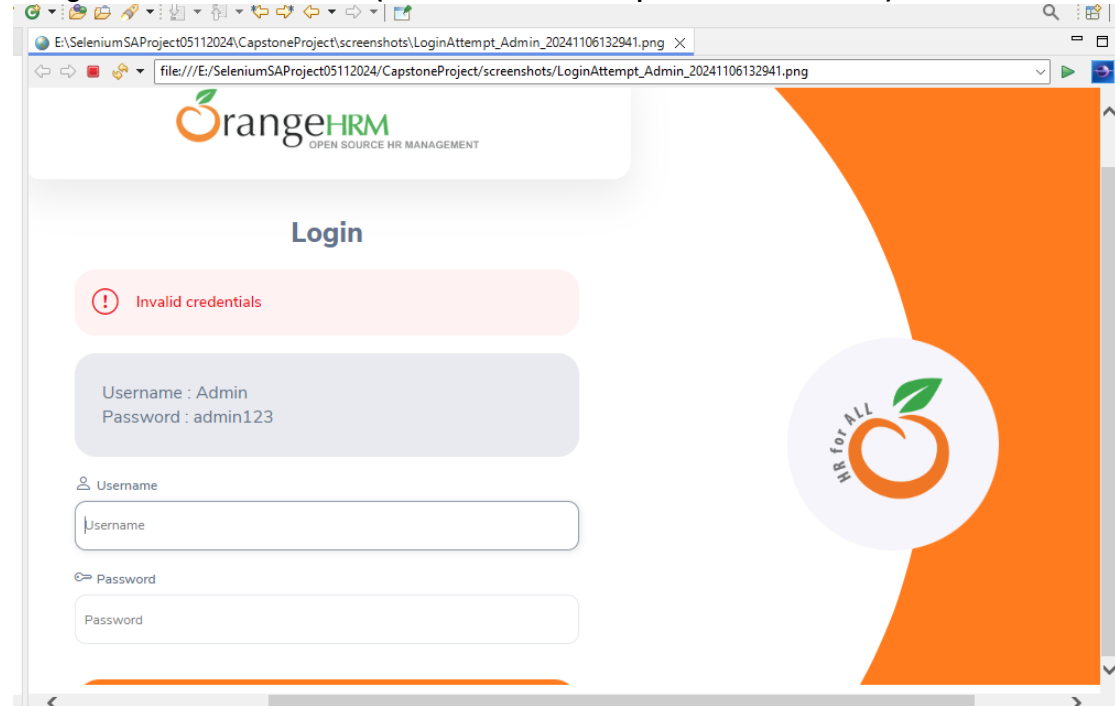 E:\SeleniumSAProject05112024\CapstoneProject\screenshots\LoginAttempt_Admin_20241106132941.png
file:///E:/SeleniumSAProject05112024/CapstoneProject/screenshots/LoginAttempt_Admin_20241106132941.png
OrangeHRM
OPEN SOURCE HR MANAGEMENT
Login
Invalid credentials
Username : Admin
Password : admin123
HR for ALL
Username
Username
Password
Password